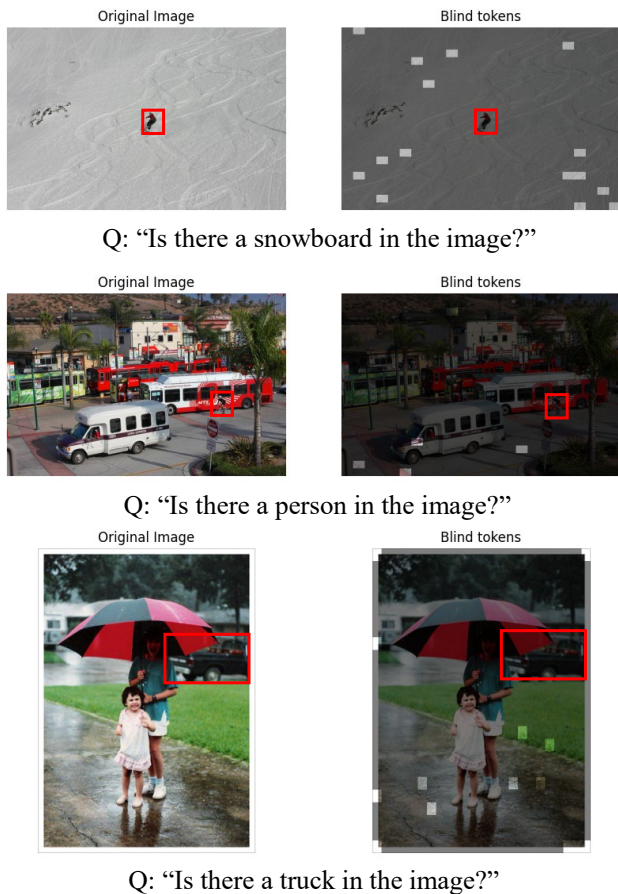 Original Image
Blind tokens
Q: “Is there a snowboard in the image?”
Original Image
Blind tokens
Q: “Is there a person in the image?”
Original Image
Blind tokens
Q: “Is there a truck in the image?”